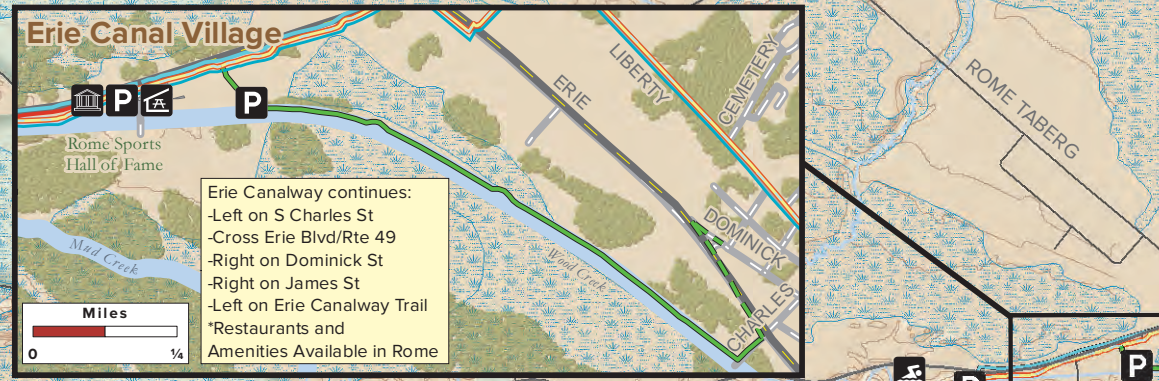 Erie Canal Village
ERIE
LIBERTY
CEMETERY
ROME TABERG
P
P
Rome Sports
Hall of Fame
Erie Canalway continues:
-Left on S Charles St
-Cross Erie Blvd/Rte 49
-Right on Dominick St
-Right on James St
-Left on Erie Canalway Trail
*Restaurants and
Amenities Available in Rome
DOMINICK
Mud Creek
Wood Creek
CHARLES
Miles
0 ¼
P
P